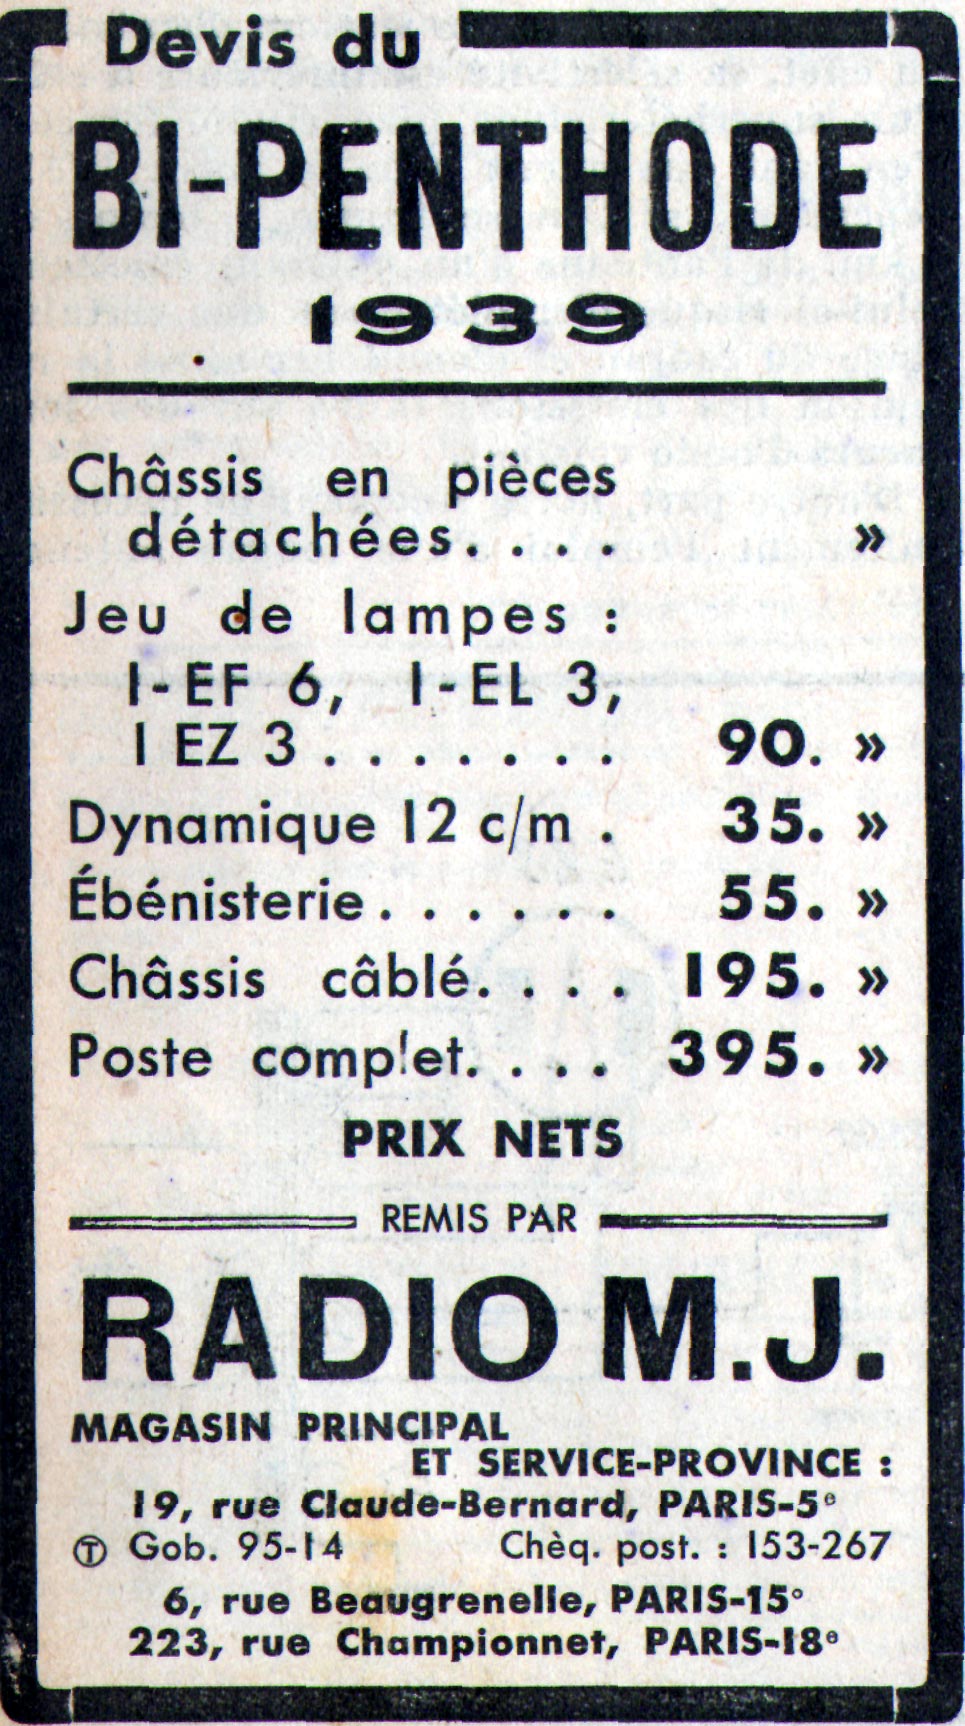 Devis du
BI-PENTHODE
1939
Châssis en pièces
détachées. . . . »
Jeu de lampes :
1-EF 6, 1-EL 3,
1 EZ 3 . . . . . . . 90. »
Dynamique 12 c/m . 35. »
Ébénisterie. . . . . . 55. »
Châssis câblé. . . . 195. »
Poste complet. . . . 395. »
PRIX NETS
REMIS PAR
RADIO M.J.
MAGASIN PRINCIPAL
ET SERVICE-PROVINCE :
19, rue Claude-Bernard, PARIS-5e
Ⓣ Gob. 95-14 Chèq. post. : 153-267
6, rue Beaugrenelle, PARIS-15e
223, rue Championnet, PARIS-18e